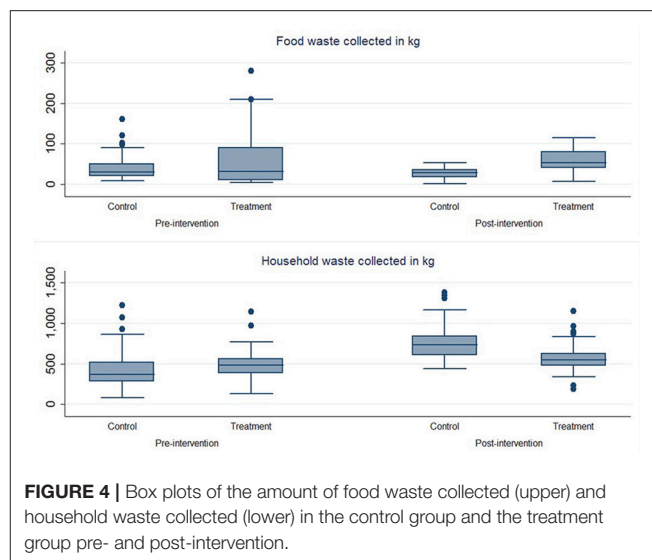 Food waste collected in kg
300
200
100
0
Control
Treatment
Control
Treatment
Pre-intervention
Post-intervention
Household waste collected in kg
1,500
1,000
500
0
Control
Treatment
Control
Treatment
Pre-intervention
Post-intervention
FIGURE 4 | Box plots of the amount of food waste collected (upper) and
household waste collected (lower) in the control group and the treatment
group pre- and post-intervention.